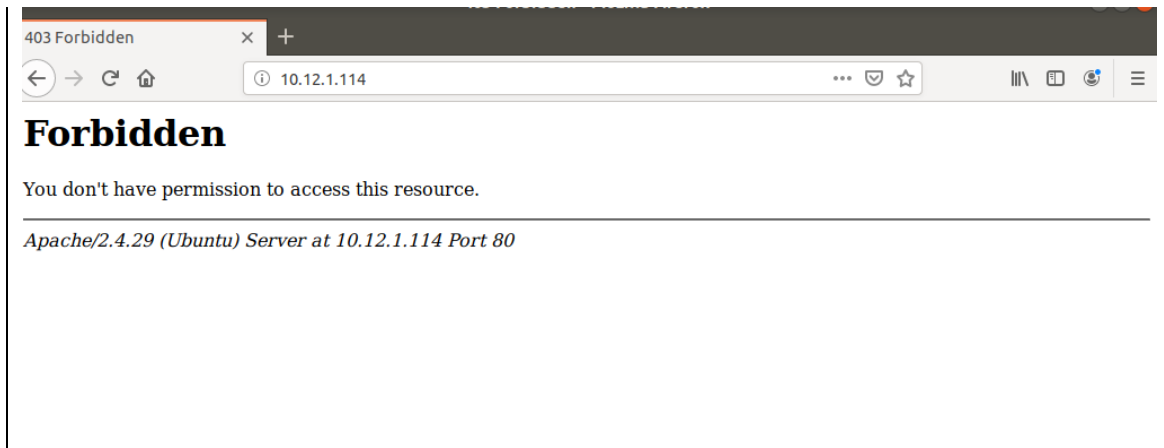 403 Forbidden
10.12.1.114
Forbidden
You don't have permission to access this resource.
Apache/2.4.29 (Ubuntu) Server at 10.12.1.114 Port 80